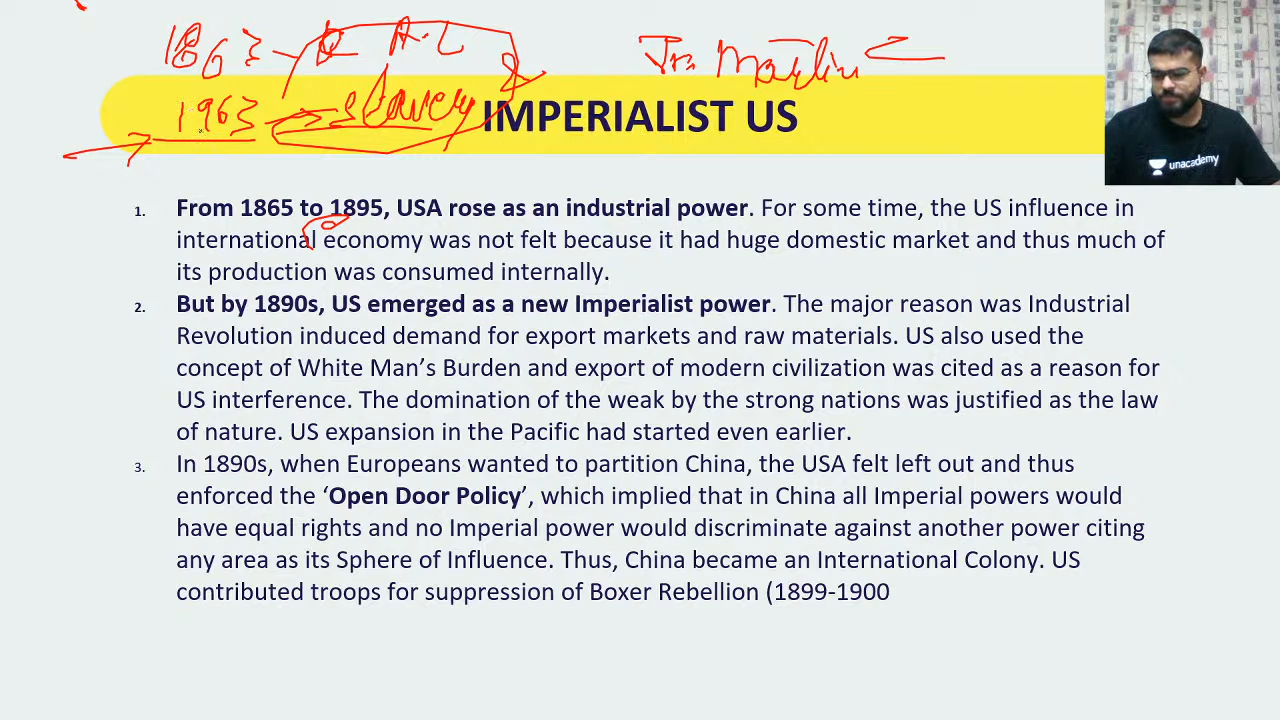 1863 - A.L
Jr. Martin
1963 → Slavery
IMPERIALIST US
unacademy
1. From 1865 to 1895, USA rose as an industrial power. For some time, the US influence in
international economy was not felt because it had huge domestic market and thus much of
its production was consumed internally.
2. But by 1890s, US emerged as a new Imperialist power. The major reason was Industrial
Revolution induced demand for export markets and raw materials. US also used the
concept of White Man’s Burden and export of modern civilization was cited as a reason for
US interference. The domination of the weak by the strong nations was justified as the law
of nature. US expansion in the Pacific had started even earlier.
3. In 1890s, when Europeans wanted to partition China, the USA felt left out and thus
enforced the ‘Open Door Policy’, which implied that in China all Imperial powers would
have equal rights and no Imperial power would discriminate against another power citing
any area as its Sphere of Influence. Thus, China became an International Colony. US
contributed troops for suppression of Boxer Rebellion (1899-1900